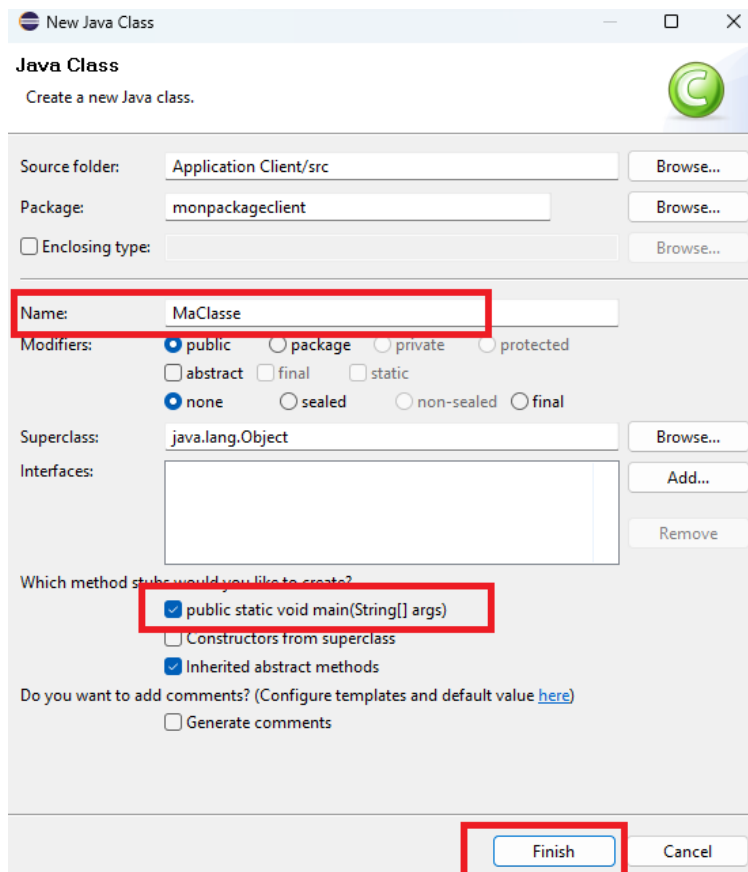 New Java Class
Java Class
Create a new Java class.
Source folder: Application Client/src Browse...
Package: monpackageclient Browse...
Enclosing type: Browse...
Name: MaClasse
Modifiers: public package private protected
abstract final static
none sealed non-sealed final
Superclass: java.lang.Object Browse...
Interfaces: Add...
Remove
Which method stubs would you like to create?
public static void main(String[] args)
Constructors from superclass
Inherited abstract methods
Do you want to add comments? (Configure templates and default value here)
Generate comments
Finish Cancel